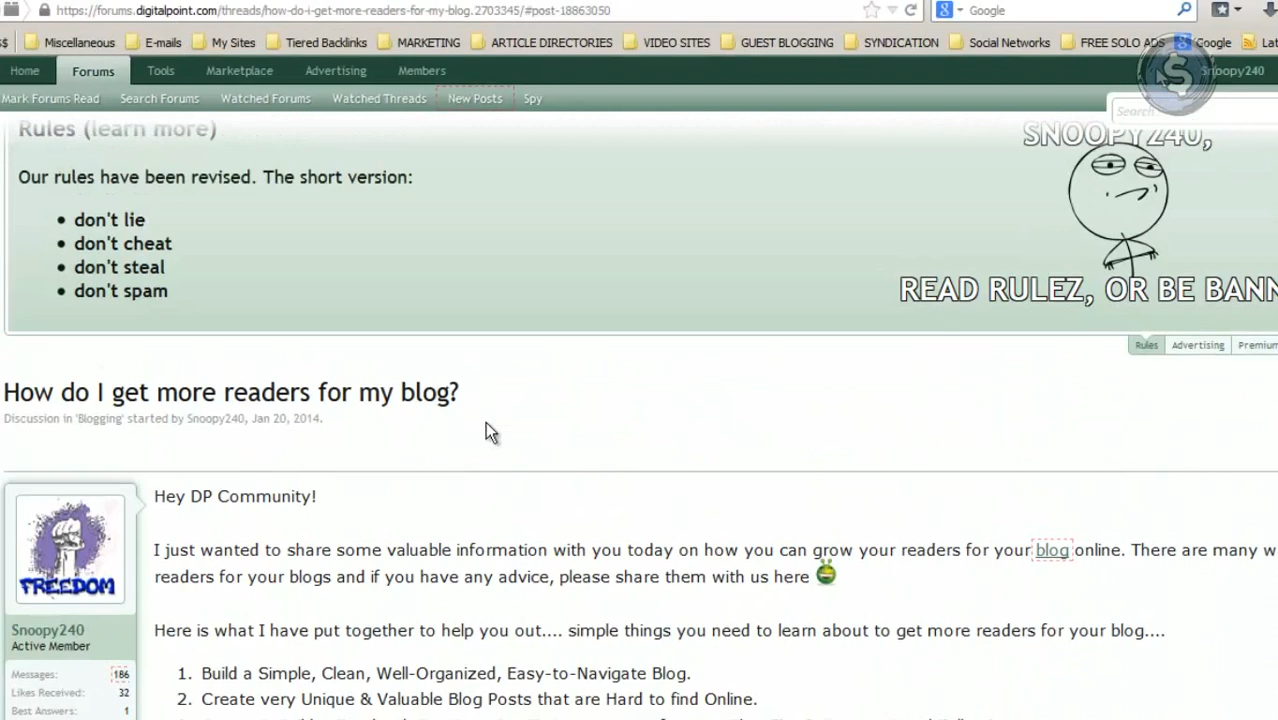 https://forums.digitalpoint.com/threads/how-do-i-get-more-readers-for-my-blog.2703345/#post-18863050
Google
Miscellaneous E-mails My Sites Tiered Backlinks MARKETING ARTICLE DIRECTORIES VIDEO SITES GUEST BLOGGING SYNDICATION Social Networks FREE SOLO ADS Google Lat
Home Forums Tools Marketplace Advertising Members Snoopy240
Mark Forums Read Search Forums Watched Forums Watched Threads New Posts Spy
Search...
Rules (learn more)
SNOOPY240,
Our rules have been revised. The short version:
• don't lie
• don't cheat
• don't steal
• don't spam
READ RULEZ, OR BE BANN
Rules Advertising Premium
How do I get more readers for my blog?
Discussion in 'Blogging' started by Snoopy240, Jan 20, 2014.
Hey DP Community!
I just wanted to share some valuable information with you today on how you can grow your readers for your blog online. There are many w
readers for your blogs and if you have any advice, please share them with us here
FREEDOM
Snoopy240
Active Member
Messages: 186
Likes Received: 32
Best Answers: 1
Here is what I have put together to help you out.... simple things you need to learn about to get more readers for your blog....
1. Build a Simple, Clean, Well-Organized, Easy-to-Navigate Blog.
2. Create very Unique & Valuable Blog Posts that are Hard to find Online.